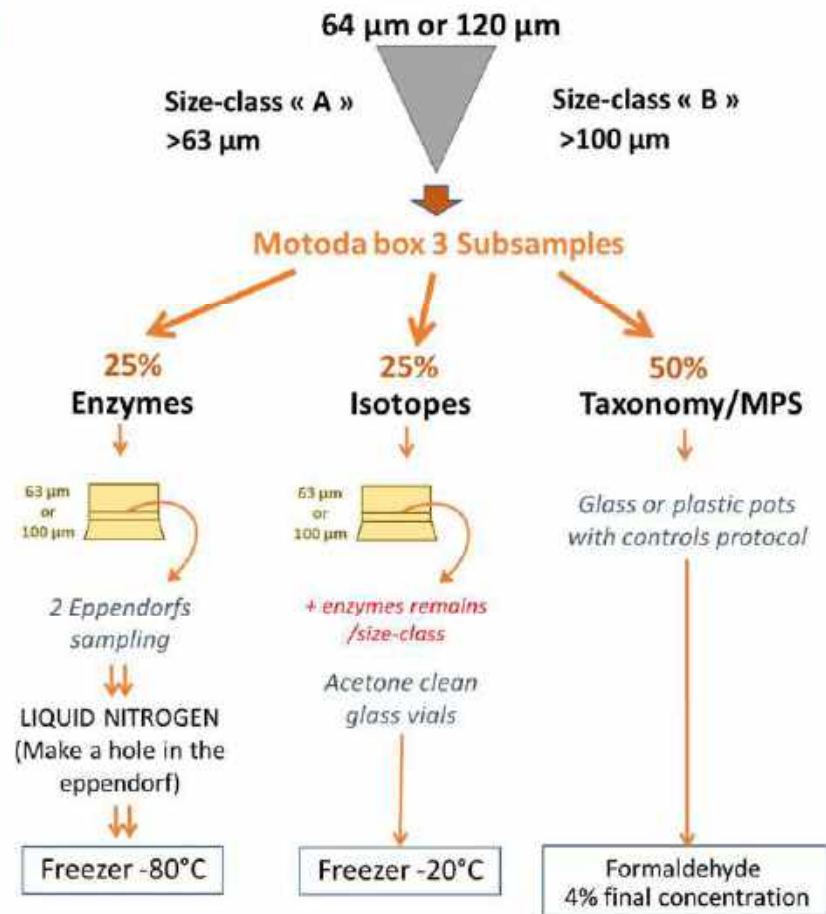 64 µm or 120 µm
Size-class « A »
>63 µm
Size-class « B »
>100 µm
Motoda box 3 Subsamples
25%
Enzymes
25%
Isotopes
50%
Taxonomy/MPS
63 µm
or
100 µm
63 µm
or
100 µm
Glass or plastic pots
with controls protocol
2 Eppendorfs
sampling
+ enzymes remains
/size-class
Acetone clean
glass vials
LIQUID NITROGEN
(Make a hole in the
eppendorf)
Freezer -80°C
Freezer -20°C
Formaldehyde
4% final concentration